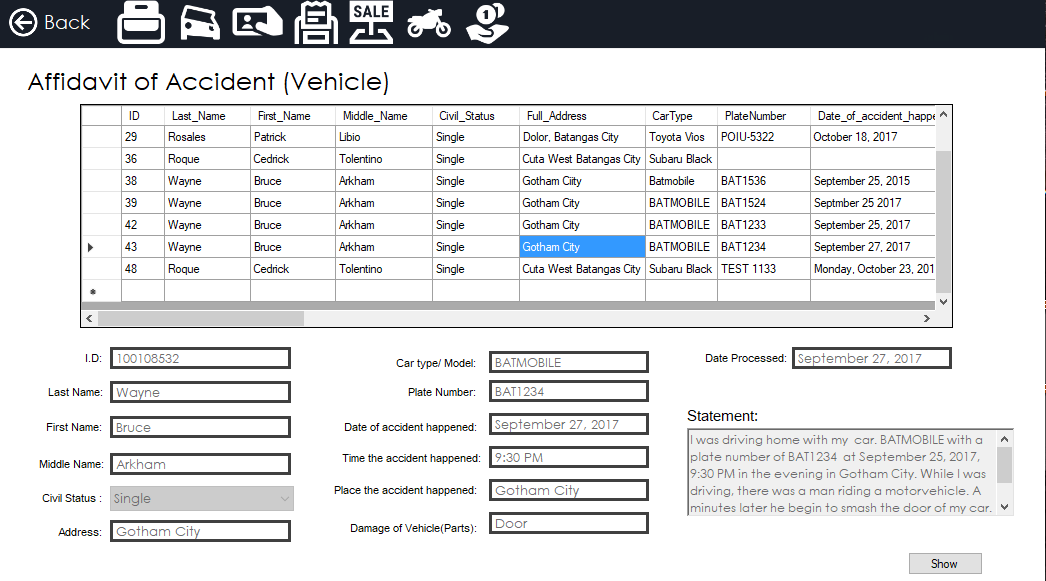 Back
SALE
1
Affidavit of Accident (Vehicle)
ID Last_Name First_Name Middle_Name Civil_Status Full_Address CarType PlateNumber Date_of_accident_happe
29 Rosales Patrick Libio Single Dolor, Batangas City Toyota Vios POIU-5322 October 18, 2017
36 Roque Cedrick Tolentino Single Cuta West Batangas City Subaru Black
38 Wayne Bruce Arkham Single Gotham Ciity Batmobile BAT1536 September 25, 2015
39 Wayne Bruce Arkham Single Gotham City BATMOBILE BAT1524 Septmber 25 2017
42 Wayne Bruce Arkham Single Gotham City BATMOBILE BAT1233 September 25, 2017
43 Wayne Bruce Arkham Single Gotham City BATMOBILE BAT1234 September 27, 2017
48 Roque Cedrick Tolentino Single Cuta West Batangas City Subaru Black TEST 1133 Monday, October 23, 201
I.D: 100108532
Last Name: Wayne
First Name: Bruce
Middle Name: Arkham
Civil Status : Single
Address: Gotham City
Car type/ Model: BATMOBILE
Plate Number: BAT1234
Date of accident happened: September 27, 2017
Time the accident happened: 9:30 PM
Place the accident happened: Gotham City
Damage of Vehicle(Parts): Door
Date Processed: September 27, 2017
Statement:
I was driving home with my car. BATMOBILE with a
plate number of BAT1234 at September 25, 2017,
9:30 PM in the evening in Gotham City. While I was
driving, there was a man riding a motorvehicle. A
minutes later he begin to smash the door of my car.
Show